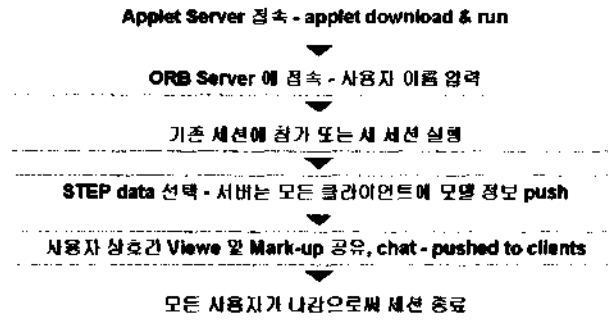 Applet Server 접속 - applet download & run
ORB Server 에 접속 - 사용자 이름 입력
기존 세션에 참가 또는 새 세션 실행
STEP data 선택 - 서버는 모든 클라이언트에 모델 정보 push
사용자 상호간 Viewe 및 Mark-up 공유, chat - pushed to clients
모든 사용자가 나감으로써 세션 종료